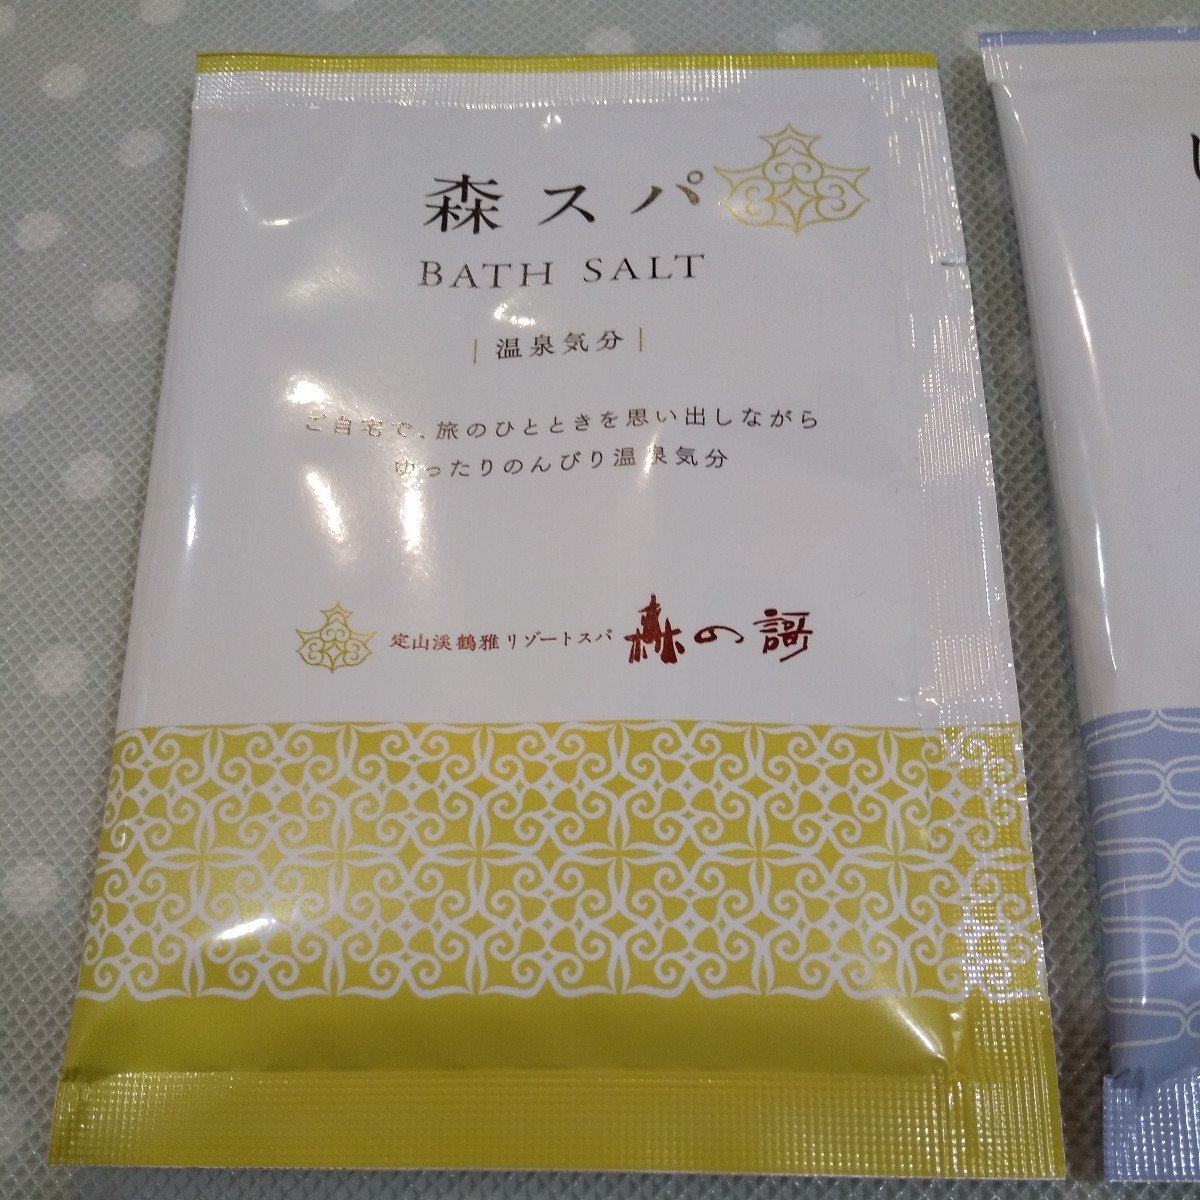 森スパ
BATH SALT
温泉気分
ご自宅で、旅のひとときを思い出しながら
ゆったりのんびり温泉気分
定山渓鶴雅リゾートスパ 森の謌